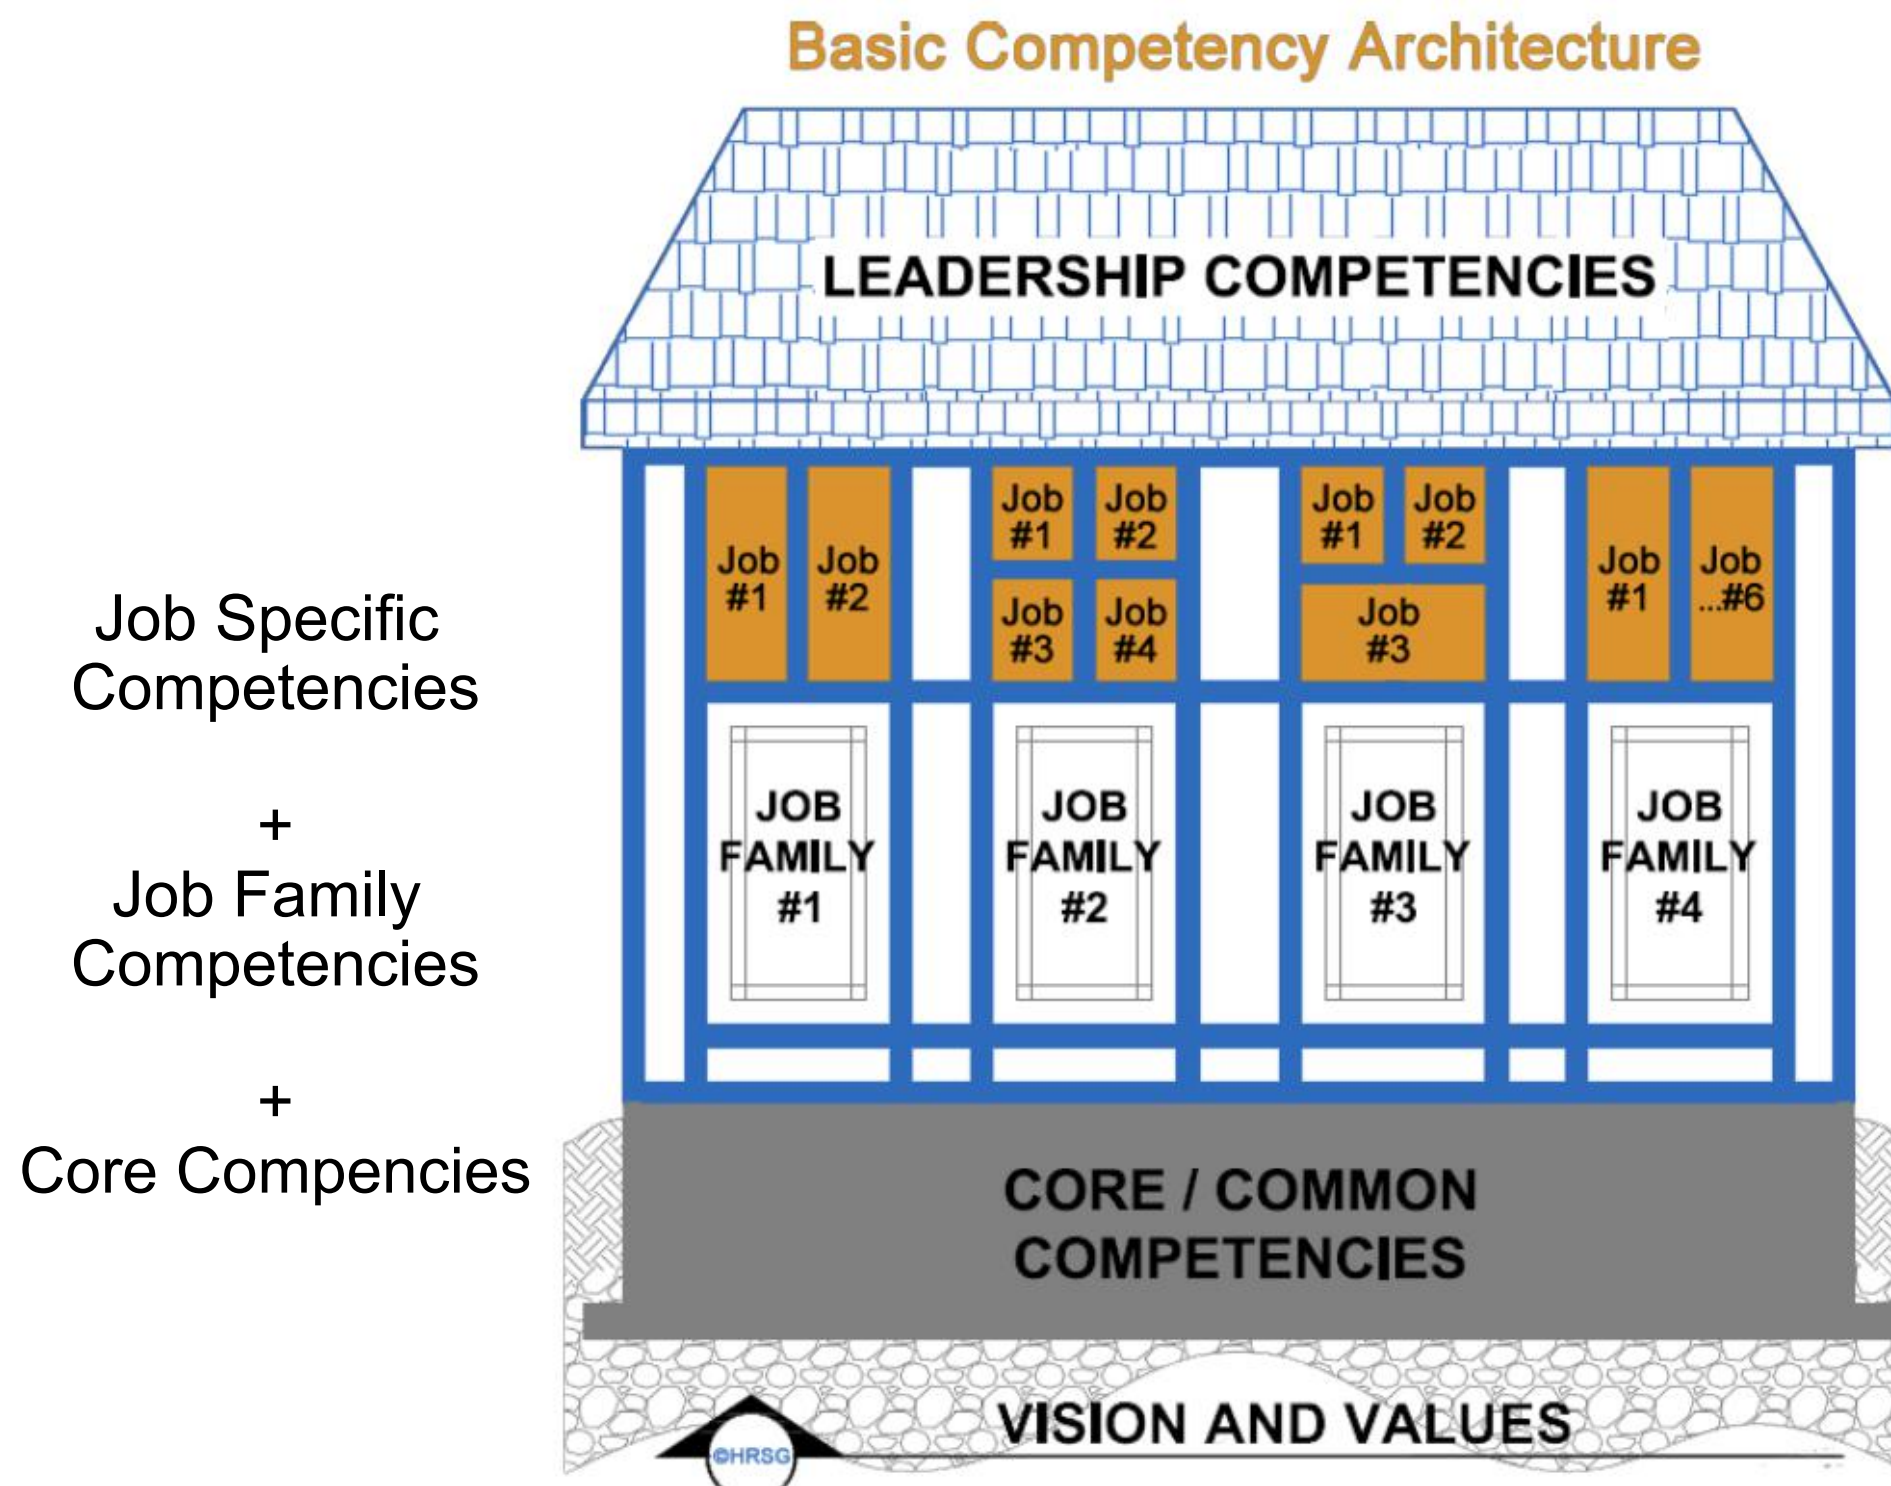 Basic Competency Architecture
LEADERSHIP COMPETENCIES
Job
#1
Job
#2
Job
#1
Job
#2
Job
#3
Job
#4
Job
#1
Job
#2
Job
#3
Job
#1
Job
...#6
Job Specific
Competencies
+
Job Family
Competencies
+
Core Compencies
JOB
FAMILY
#1
JOB
FAMILY
#2
JOB
FAMILY
#3
JOB
FAMILY
#4
CORE / COMMON
COMPETENCIES
VISION AND VALUES
©HRSG